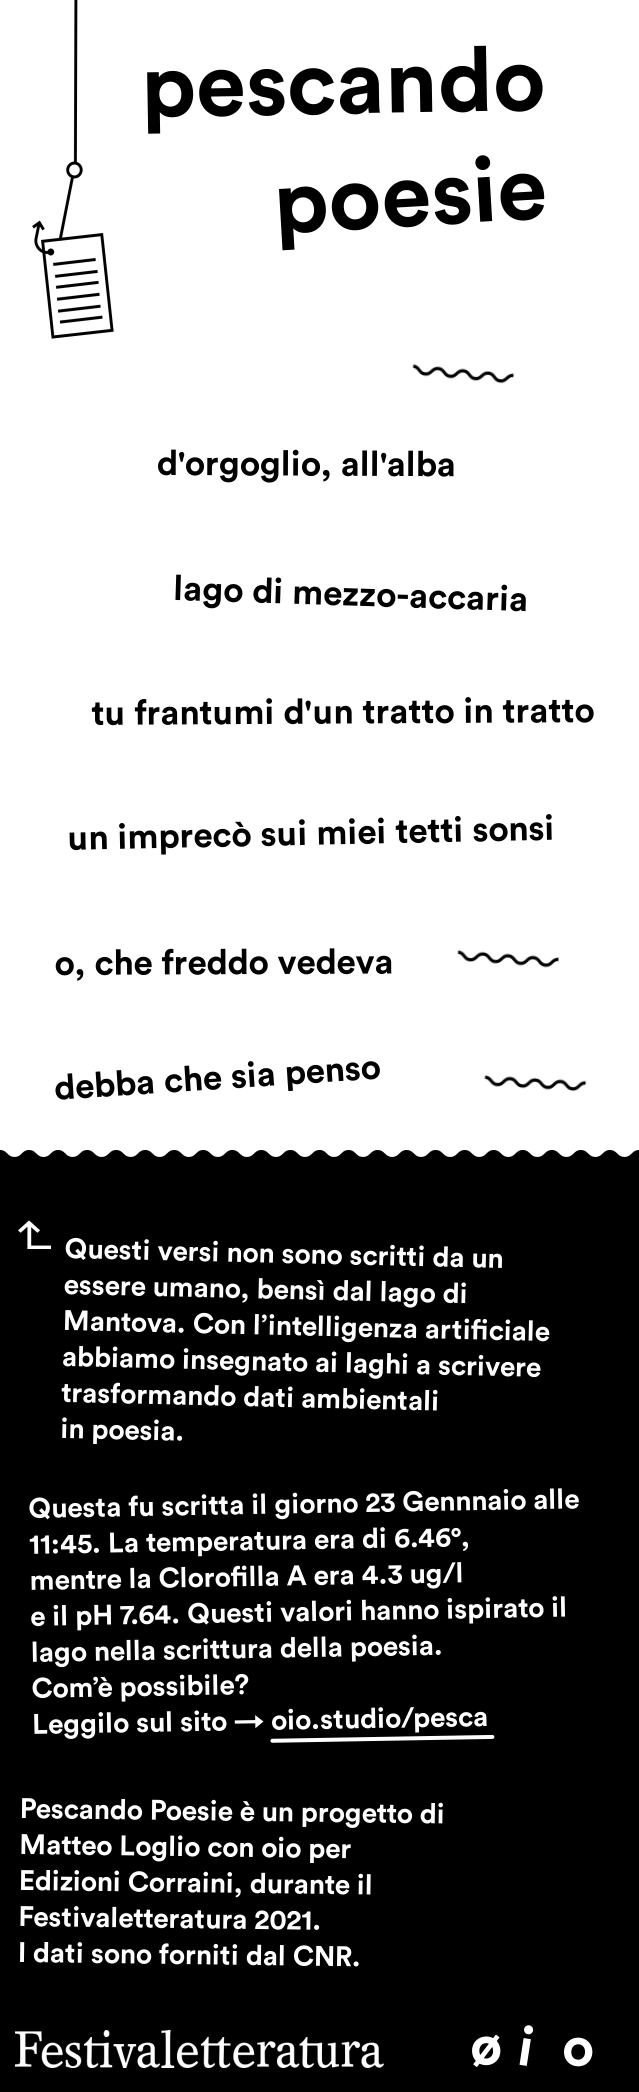 pescando
poesie
d'orgoglio, all'alba
lago di mezzo-accaria
tu frantumi d'un tratto in tratto
un imprecò sui miei tetti sonsi
o, che freddo vedeva
debba che sia penso
Questi versi non sono scritti da un
essere umano, bensì dal lago di
Mantova. Con l’intelligenza artificiale
abbiamo insegnato ai laghi a scrivere
trasformando dati ambientali
in poesia.
Questa fu scritta il giorno 23 Gennnaio alle
11:45. La temperatura era di 6.46°,
mentre la Clorofilla A era 4.3 ug/l
e il pH 7.64. Questi valori hanno ispirato il
lago nella scrittura della poesia.
Com’è possibile?
Leggilo sul sito → oio.studio/pesca
Pescando Poesie è un progetto di
Matteo Loglio con oio per
Edizioni Corraini, durante il
Festivaletteratura 2021.
I dati sono forniti dal CNR.
Festivaletteratura øio